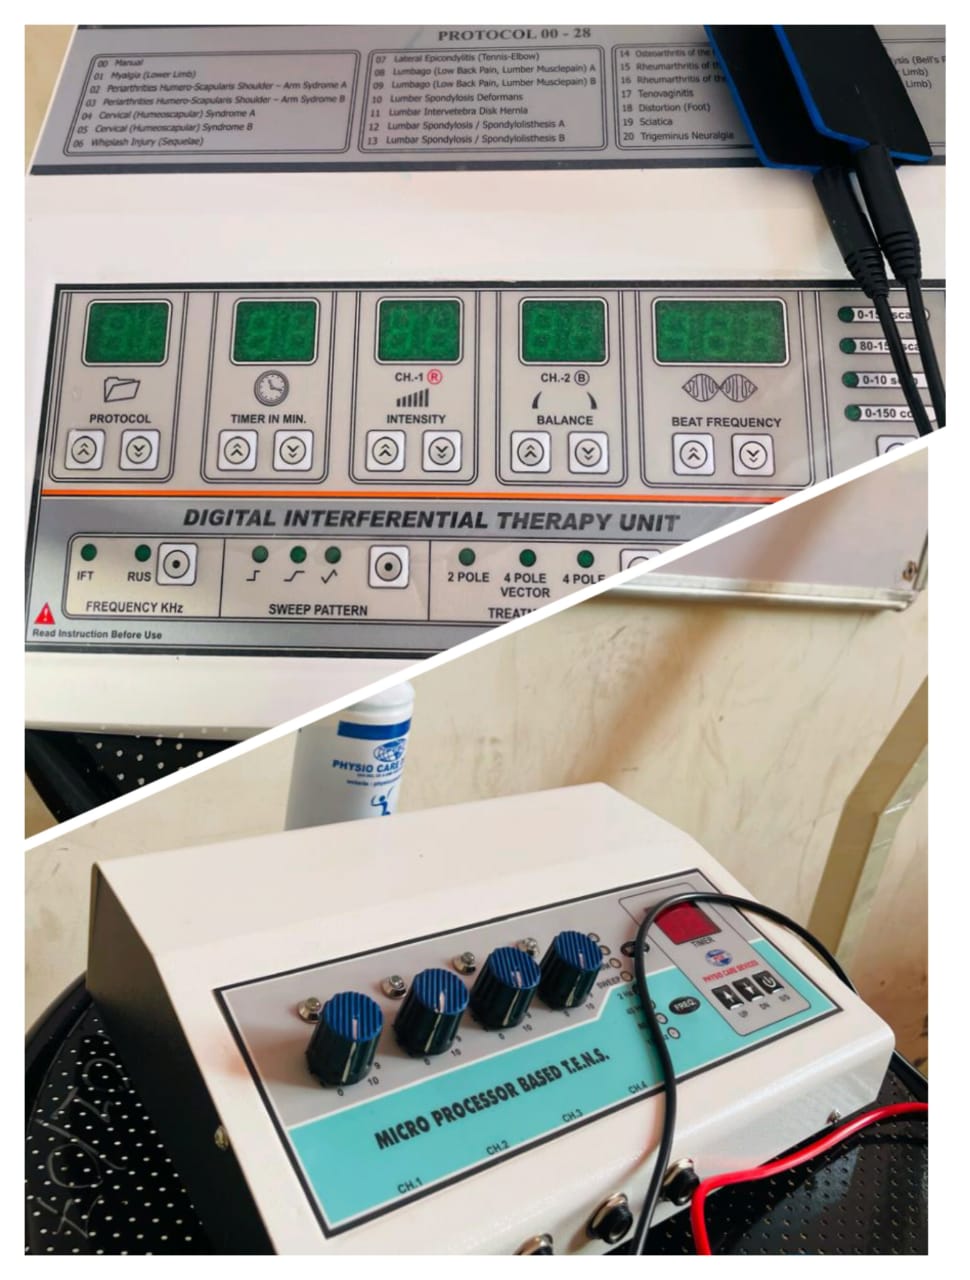 PROTOCOL 00 - 28
00 Manual
01 Myalgia (Lower Limb)
02 Periarthrities Humero-Scapularis Shoulder - Arm Sydrome A
03 Periarthrities Humero-Scapularis Shoulder - Arm Syndrome B
04 Cervical (Humeoscapular) Syndrome A
05 Cervical (Humeoscapular) Syndrome B
06 Whiplash Injury (Sequelae)
07 Lateral Epicondylitis (Tennis-Elbow)
08 Lumbago (Low Back Pain, Lumber Musclepain) A
09 Lumbago (Low Back Pain, Lumber Musclepain) B
10 Lumber Spondylosis Deformans
11 Lumbar Intervetebra Disk Hernia
12 Lumbar Spondylosis / Spondylolisthesis A
13 Lumbar Spondylosis / Spondylolisthesis B
14 Osteoarthritis of the
15 Rheumarthritis of the
16 Rheumarthritis of the
17 Tenovaginitis
18 Distortion (Foot)
19 Sciatica
20 Trigeminus Neuralgia
(Bell's
Limb)
Limb)
PROTOCOL
TIMER IN MIN.
CH.-1 R
INTENSITY
CH.-2 B
BALANCE
BEAT FREQUENCY
0-15
80-15
0-10
0-150
DIGITAL INTERFERENTIAL THERAPY UNIT
IFT
RUS
FREQUENCY KHz
SWEEP PATTERN
2 POLE
4 POLE
VECTOR
4 POLE
Read Instruction Before Use
PHYSIO CARE
TIMER
PHYSIO CARE DEVICES
UP DN S/S
SWEEP
FREQ.
0 9 10
0 9 10
0 9 10
0 9 10
MICRO PROCESSOR BASED T.E.N.S.
CH.1
CH.2
CH.3
CH.4